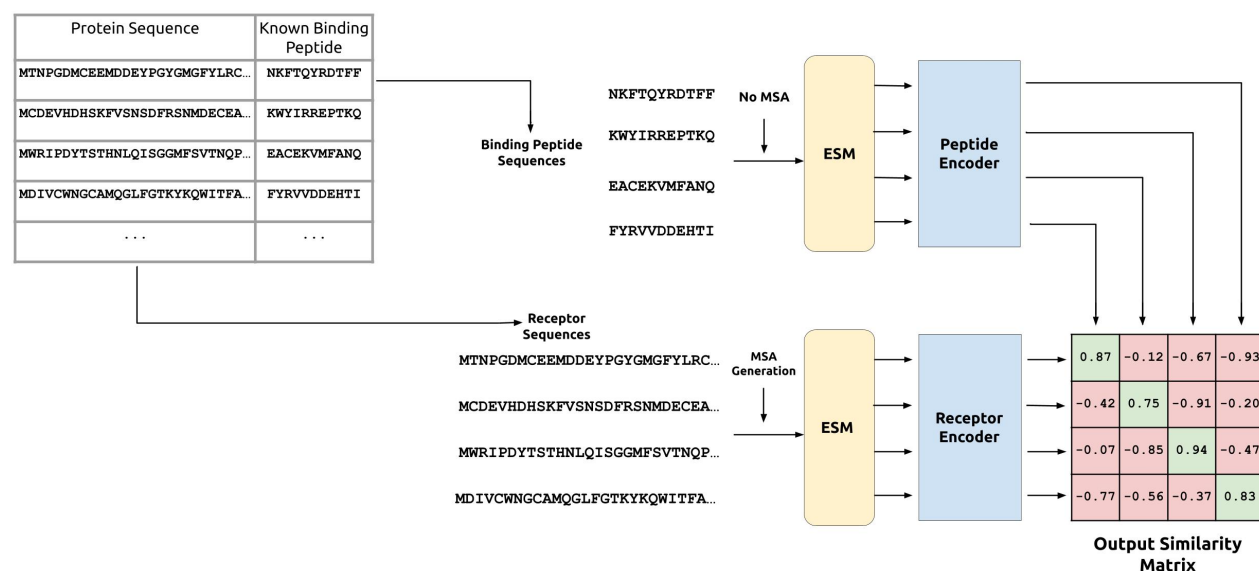 Protein Sequence
Known Binding
Peptide
MTNPGDMCEEMDDEYPGYGMGFYLRC...
NKFTQYRDTFF
MCDEVHDHSKFVSNSDFRSNMDECEA...
KWYIRREPTKQ
MWRIPDYTSTHNLQISGGMFSVTNQP...
EACEKVMFANQ
MDIVCWNGCAMQGLFGTKYKQWITFA...
FYRVVDDEHTI
...
...
Binding Peptide
Sequences
NKFTQYRDTFF
KWYIRREPTKQ
EACEKVMFANQ
FYRVVDDEHTI
No MSA
ESM
Peptide
Encoder
Receptor
Sequences
MTNPGDMCEEMDDEYPGYGMGFYLRC...
MCDEVHDHSKFVSNSDFRSNMDECEA...
MWRIPDYTSTHNLQISGGMFSVTNQP...
MDIVCWNGCAMQGLFGTKYKQWITFA...
MSA
Generation
ESM
Receptor
Encoder
0.87 -0.12 -0.67 -0.93
-0.42 0.75 -0.91 -0.20
-0.07 -0.85 0.94 -0.47
-0.77 -0.56 -0.37 0.83
Output Similarity
Matrix